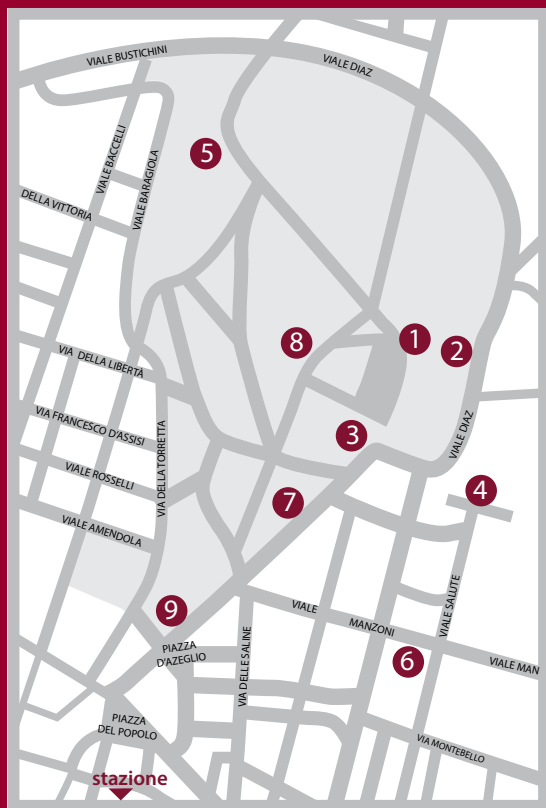 VIALE BUSTICHINI
VIALE DIAZ
5
VIALE BACCELLI
VIALE BARAGIOLA
DELLA VITTORIA
1
2
8
VIA DELLA LIBERTÀ
VIA FRANCESCO D'ASSISI
VIA DELLA TORRETTA
3
VIALE DIAZ
VIALE ROSSELLI
4
7
VIALE AMENDOLA
9
VIALE
MANZONI
VIALE SALUTE
PIAZZA
D'AZEGLIO
VIA DELLE SALINE
6
VIALE MAN
PIAZZA
DEL POPOLO
VIA MONTEBELLO
stazione